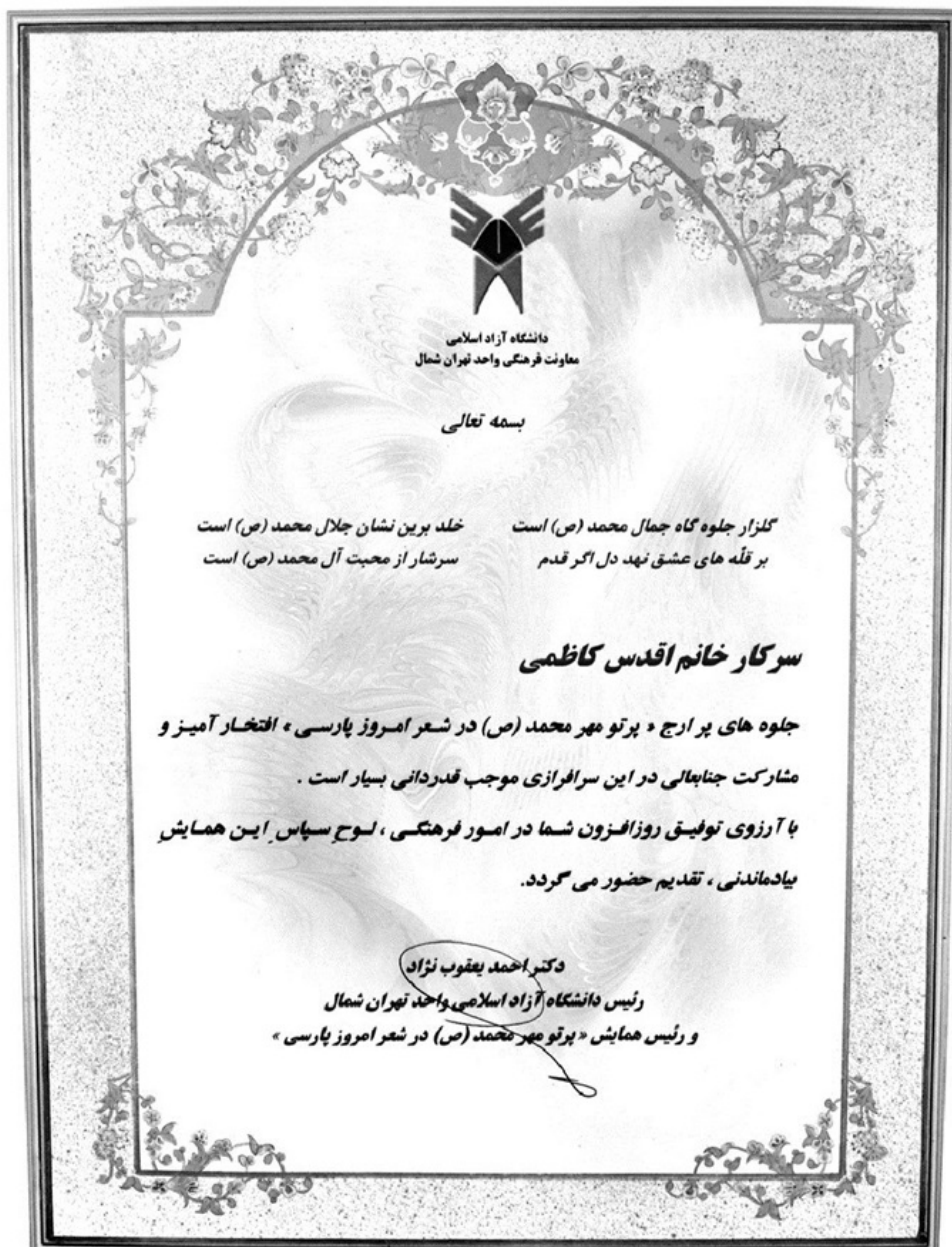 دانشگاه آزاد اسلامی
معاونت فرهنگی واحد تهران شمال
بسمه تعالی
گلزار جلوه گاه جمال محمد (ص) است خلد برین نشان جلال محمد (ص) است
بر قلّه های عشق نهد دل اگر قدم سرشار از محبت آل محمد (ص) است
سرکار خانم اقدس کاظمی
جلوه های پر ارج « پرتو مهر محمد (ص) در شعر امروز پارسی » افتخار آمیز و
مشارکت جنابعالی در این سرافرازی موجب قدردانی بسیار است .
با آرزوی توفیق روزافزون شما در امور فرهنگی ، لوحِ سپاسِ این همایشِ
بیادماندنی ، تقدیم حضور می گردد.
دکتر احمد یعقوب نژاد
رئیس دانشگاه آزاد اسلامی واحد تهران شمال
و رئیس همایش « پرتو مهر محمد (ص) در شعر امروز پارسی »